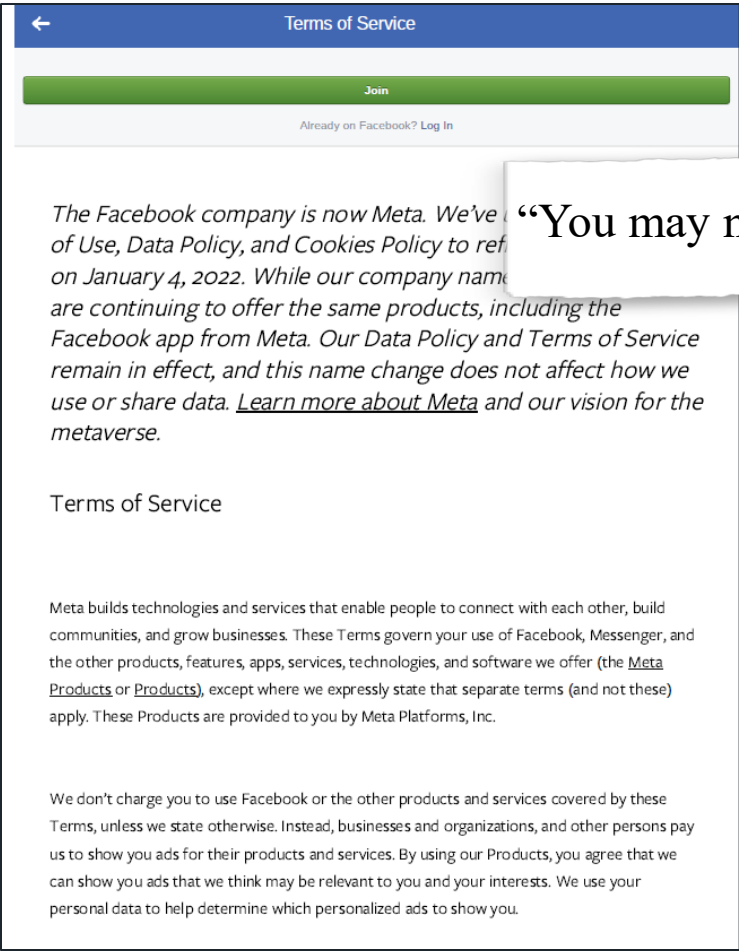 Terms of Service
Join
Already on Facebook? Log In
The Facebook company is now Meta. We’ve
“You may
of Use, Data Policy, and Cookies Policy to
on January 4, 2022. While our company name
are continuing to offer the same products, including the
Facebook app from Meta. Our Data Policy and Terms of Service
remain in effect, and this name change does not affect how we
use or share data. Learn more about Meta and our vision for the
metaverse.
Terms of Service
Meta builds technologies and services that enable people to connect with each other, build
communities, and grow businesses. These Terms govern your use of Facebook, Messenger, and
the other products, features, apps, services, technologies, and software we offer (the Meta
Products or Products), except where we expressly state that separate terms (and not these)
apply. These Products are provided to you by Meta Platforms, Inc.
We don’t charge you to use Facebook or the other products and services covered by these
Terms, unless we state otherwise. Instead, businesses and organizations, and other persons pay
us to show you ads for their products and services. By using our Products, you agree that we
can show you ads that we think may be relevant to you and your interests. We use your
personal data to help determine which personalized ads to show you.